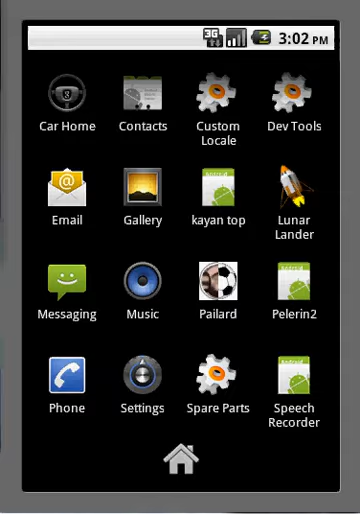 3G 3:02 PM
Car Home Contacts Custom Locale Dev Tools
Email Gallery kayan top Lunar Lander
Messaging Music Pailard Pelerin2
Phone Settings Spare Parts Speech Recorder